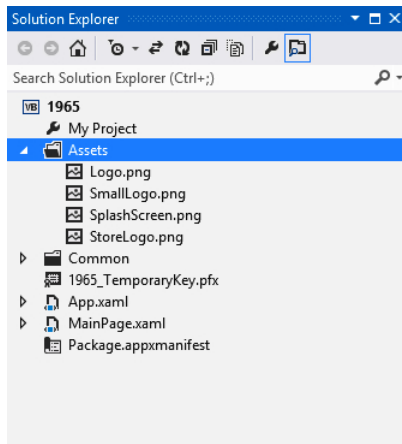 Solution Explorer
Search Solution Explorer (Ctrl+;)
VB 1965
My Project
Assets
Logo.png
SmallLogo.png
SplashScreen.png
StoreLogo.png
Common
1965_TemporaryKey.pfx
App.xaml
MainPage.xaml
Package.appxmanifest